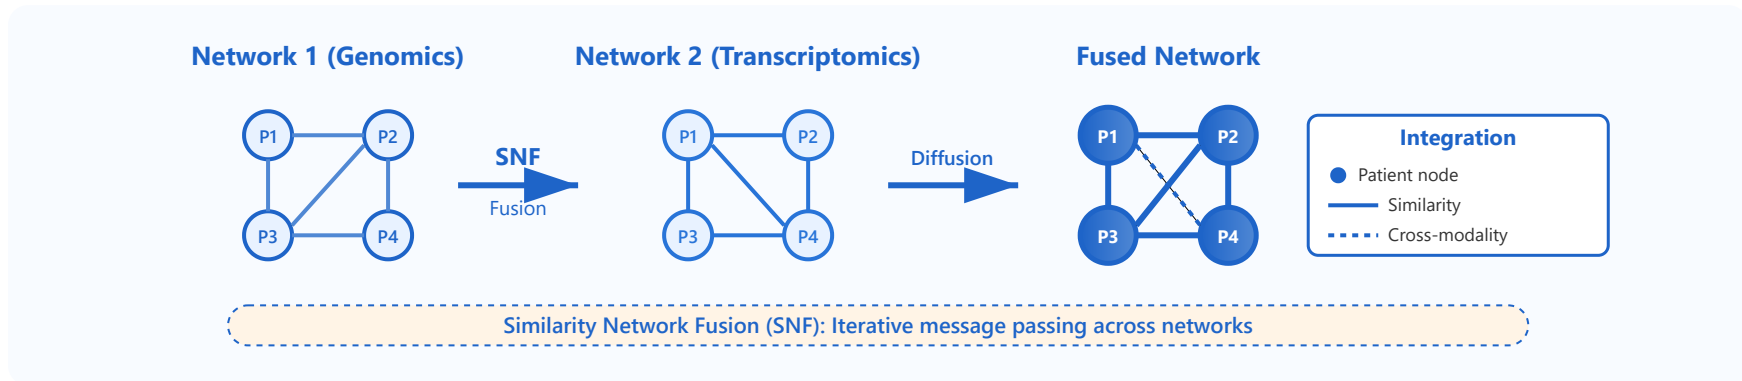 Network 1 (Genomics)
Network 2 (Transcriptomics)
Fused Network
P1
P2
P3
P4
SNF
Fusion
P1
P2
P3
P4
Diffusion
P1
P2
P3
P4
Integration
Patient node
Similarity
Cross-modality
Similarity Network Fusion (SNF): Iterative message passing across networks